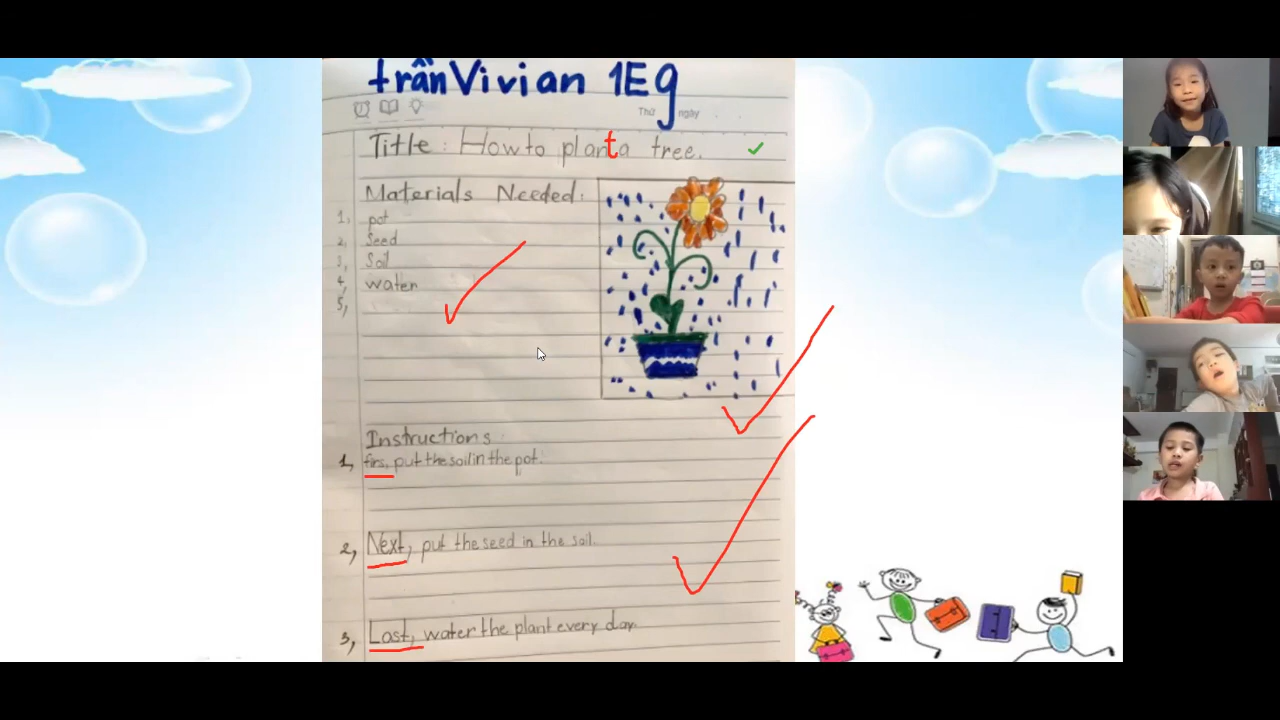 trần Vivian 1E9
Thứ ngày
Title: How to plant a tree.
Materials Needed:
1, pot
2, seed
3, Soil
4, water
5,
Instructions
1, firs, put the soil in the pot.
2, Next, put the seed in the soil.
3, Last, water the plant every day.